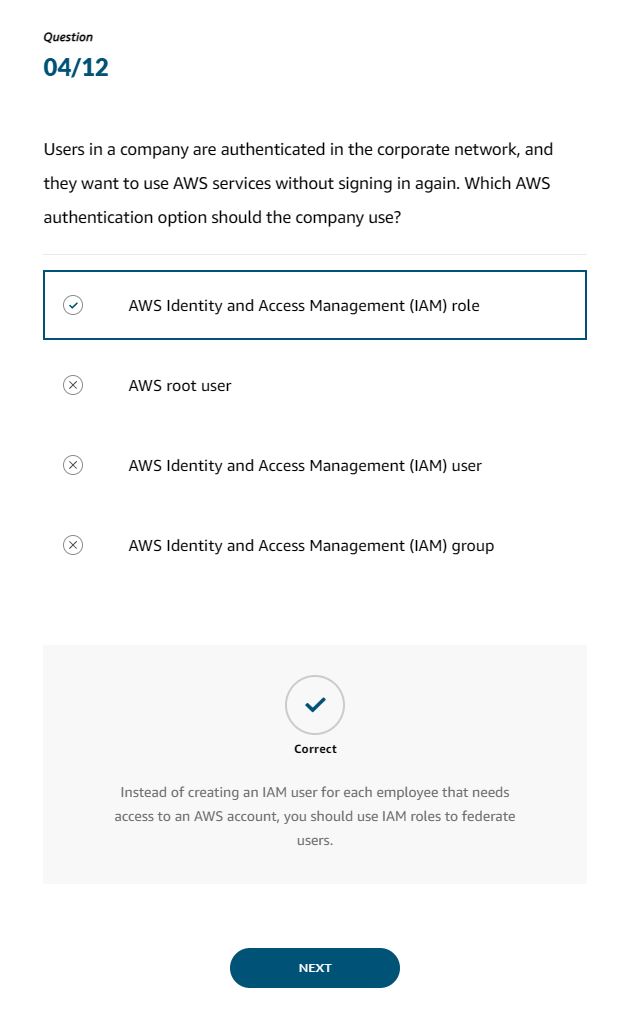 Question
04/12
Users in a company are authenticated in the corporate network, and
they want to use AWS services without signing in again. Which AWS
authentication option should the company use?
AWS Identity and Access Management (IAM) role
AWS root user
AWS Identity and Access Management (IAM) user
AWS Identity and Access Management (IAM) group
Correct
Instead of creating an IAM user for each employee that needs
access to an AWS account, you should use IAM roles to federate
users.
NEXT